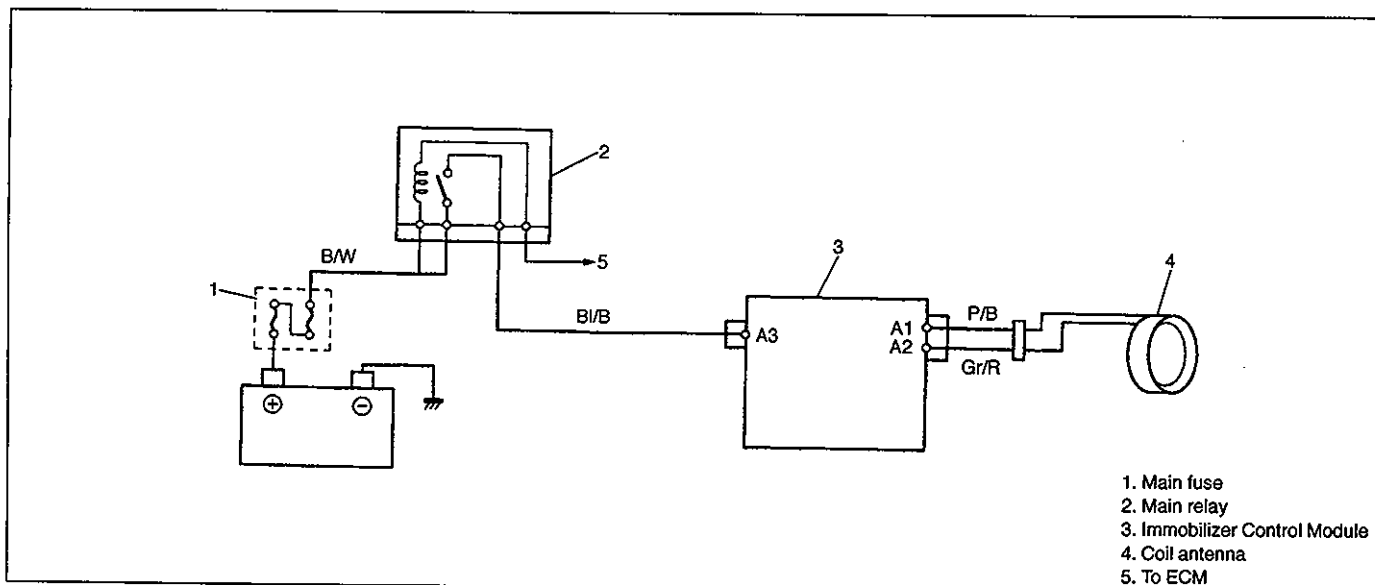 2
B/W
5
1
3
4
Bl/B
P/B
A3
A1
A2
Gr/R
⊕
⊖
1. Main fuse
2. Main relay
3. Immobilizer Control Module
4. Coil antenna
5. To ECM